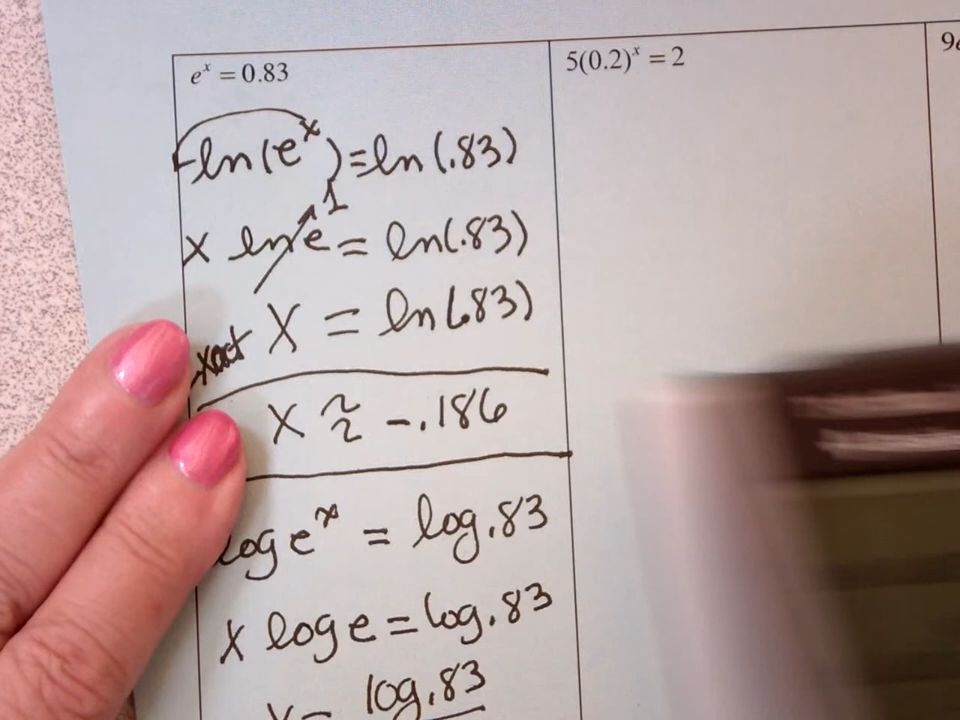 e^x = 0.83
5(0.2)^x = 2
ln(e^x) = ln(.83)
1
x ln e = ln(.83)
X = ln(.83)
x ≈ -.186
log e^x = log .83
x log e = log .83
x = log .83